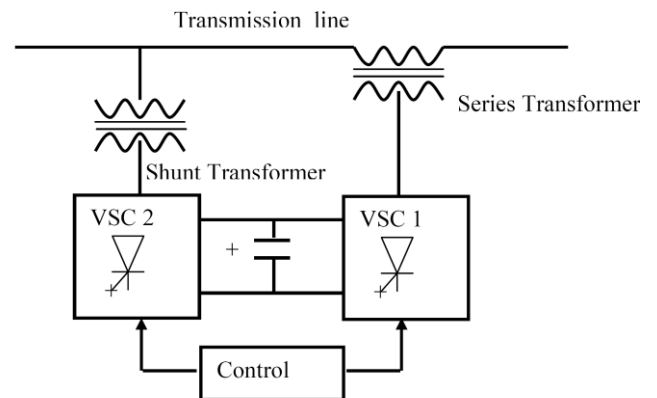 Transmission line
Series Transformer
Shunt Transformer
VSC 2
VSC 1
+
Control